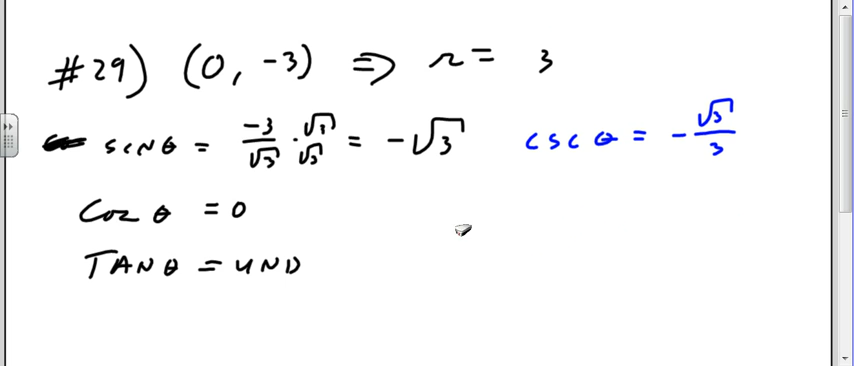 #29) (0, -3) ⇒ r = 3
sin θ = -3/√3 · √3/√3 = -√3 csc θ = -√3/3
Cos θ = 0
TAN θ = UND